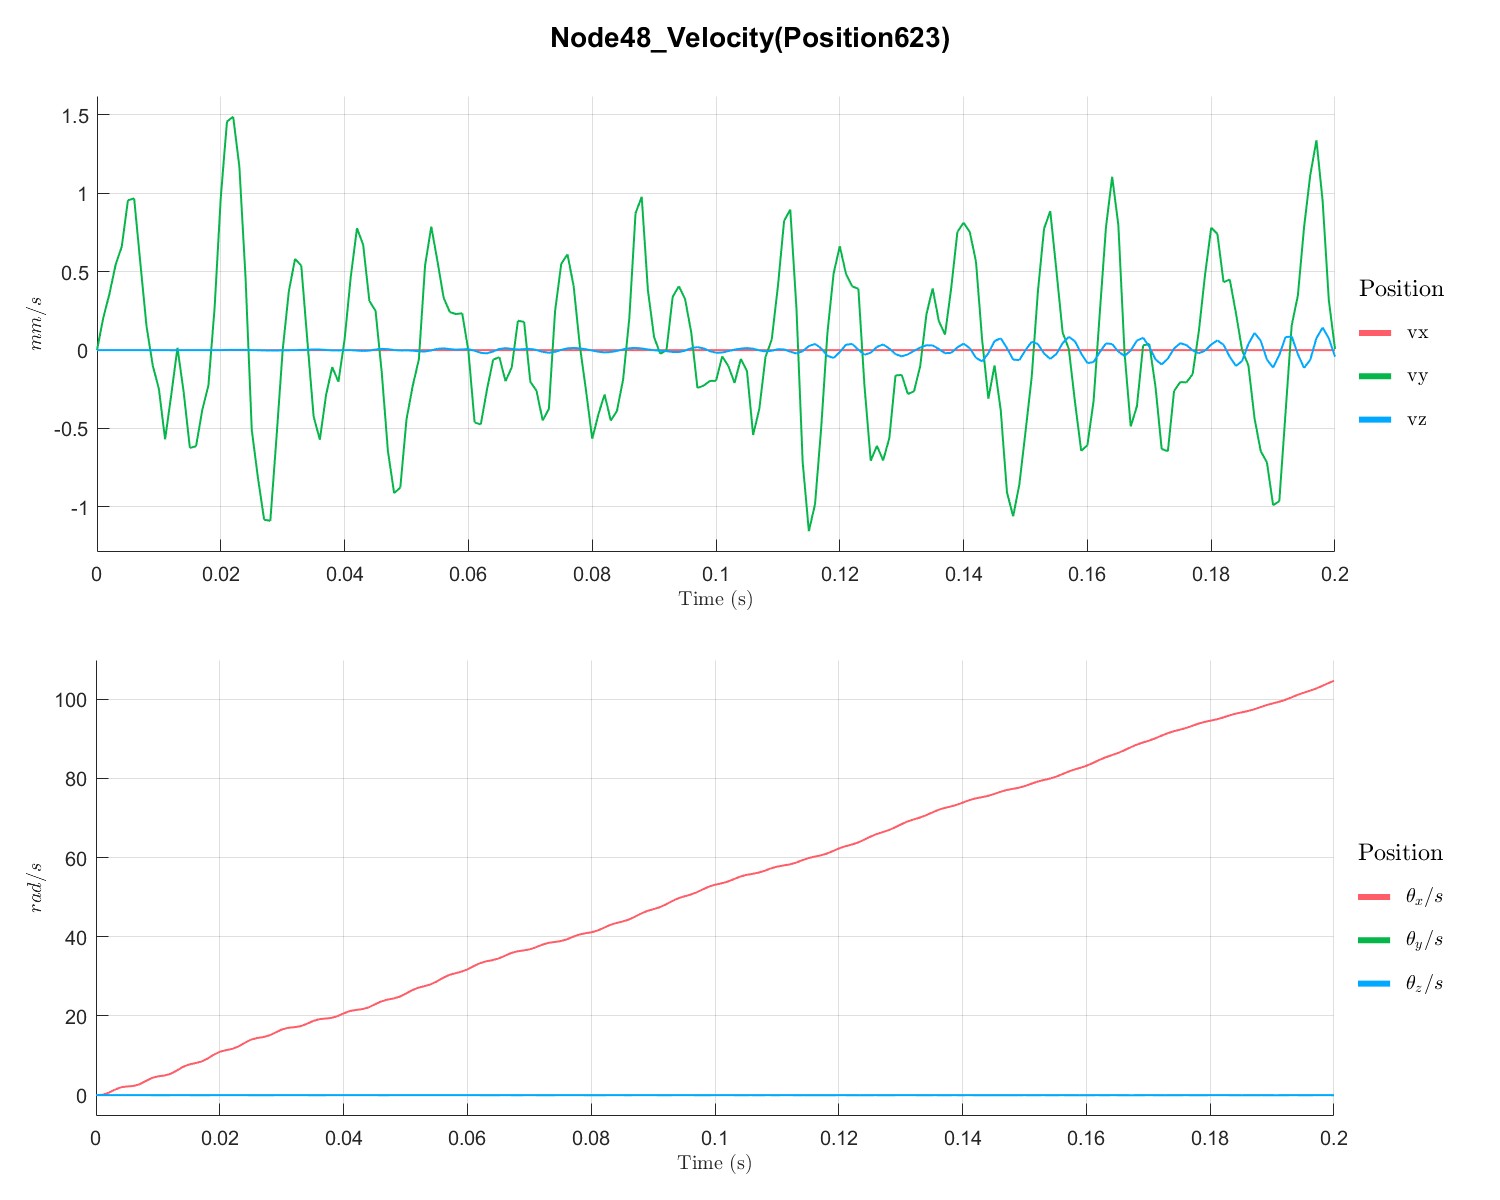 Node48_Velocity(Position623)
1.5
1
0.5
0
-0.5
-1
mm/s
0 0.02 0.04 0.06 0.08 0.1 0.12 0.14 0.16 0.18 0.2
Time (s)
Position
vx
vy
vz
100
80
60
40
20
0
rad/s
0 0.02 0.04 0.06 0.08 0.1 0.12 0.14 0.16 0.18 0.2
Time (s)
Position
θx/s
θy/s
θz/s